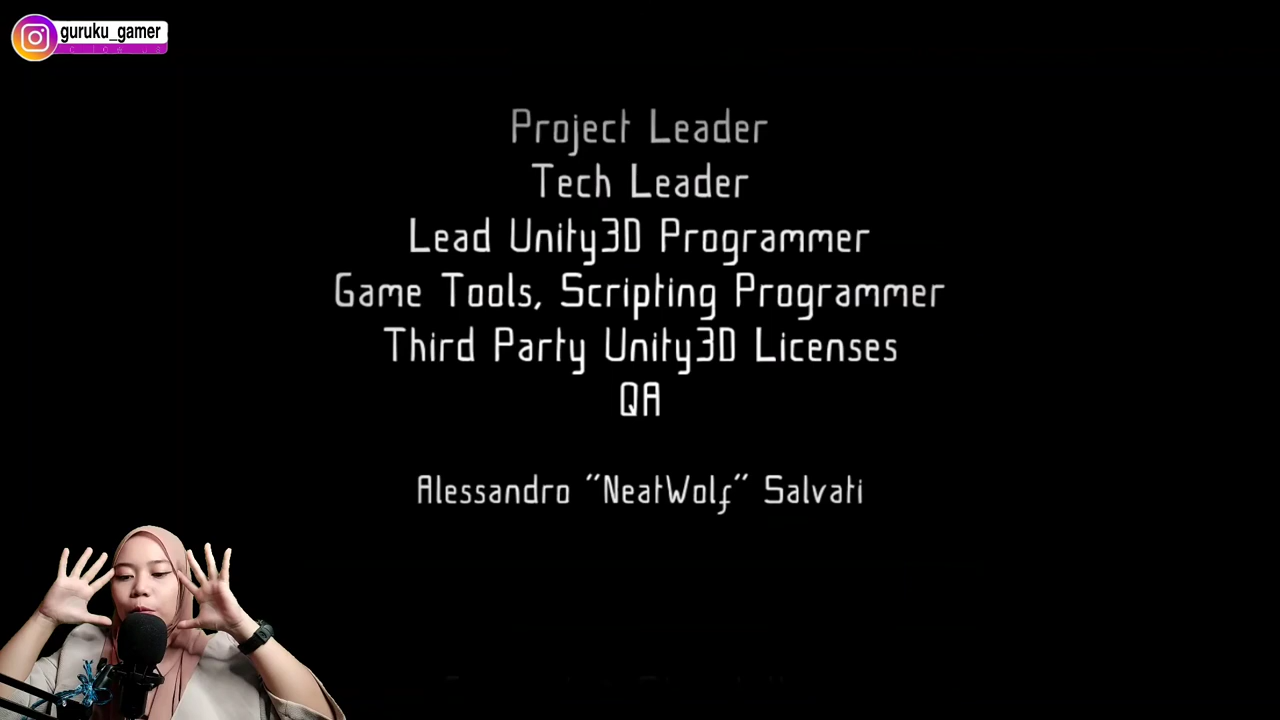 guruku_gamer
Project Leader
Tech Leader
Lead Unity3D Programmer
Game Tools, Scripting Programmer
Third Party Unity3D Licenses
QA
Alessandro "NeatWolf" Salvati